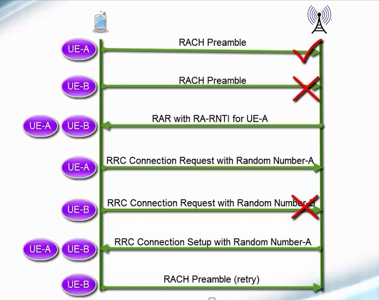 UE-A RACH Preamble
UE-B RACH Preamble
UE-A UE-B RAR with RA-RNTI for UE-A
UE-A RRC Connection Request with Random Number-A
UE-B RRC Connection Request with Random Number-B
UE-A UE-B RRC Connection Setup with Random Number-A
UE-B RACH Preamble (retry)